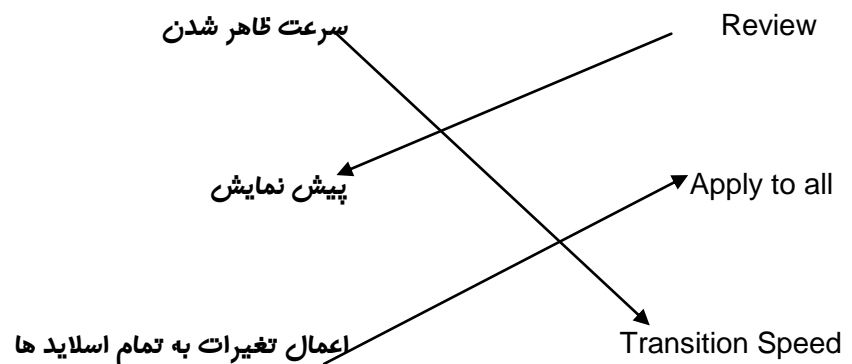 سرعت ظاهر شدن
Review
پیش نمایش
Apply to all
اعمال تغیرات به تمام اسلاید ها
Transition Speed